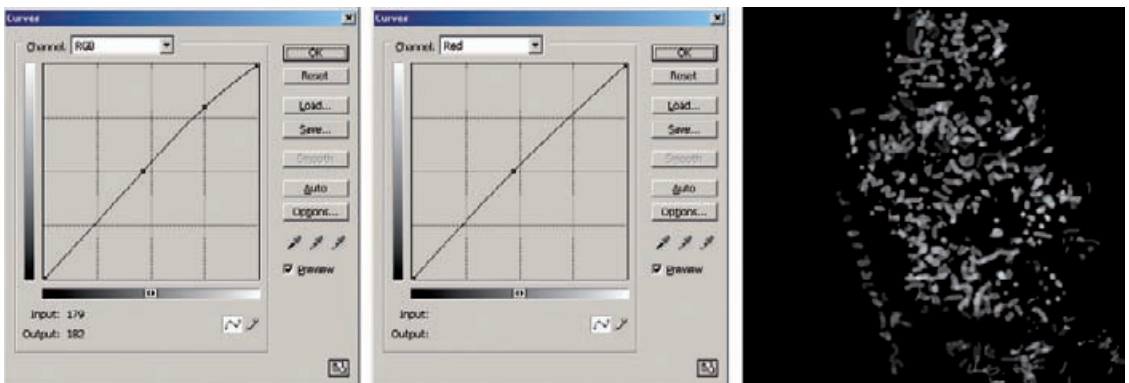 Curves
Channel: RGB
OK
Reset
Load...
Save...
Smooth
Auto
Options...
Preview
Input: 179
Output: 182
Curves
Channel: Red
OK
Reset
Load...
Save...
Smooth
Auto
Options...
Preview
Input:
Output: